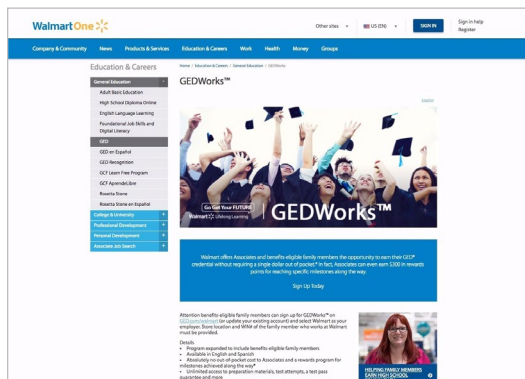 WalmartOne
Other sites
US (EN)
SIGN IN
Sign in help
Register
Company & Community News Products & Services Education & Careers Work Health Money Groups
Education & Careers
General Education
Adult Basic Education
High School Diploma Online
English Language Learning
Foundational Job Skills and
Digital Literacy
GED
GED en Español
GED Recognition
GCF Learn Free Program
GCF AprendeLibre
Rosetta Stone
Rosetta Stone en Español
College & University +
Professional Development +
Personal Development +
Associate Job Search +
Home / Education & Careers / General Education / GEDWorks
GEDWorks™
Español
Go Get Your FUTURE
Walmart Lifelong Learning
GEDWorks™
Walmart offers Associates and benefits-eligible family members the opportunity to earn their GED®
credential without requiring a single dollar out of pocket.* In fact, Associates can even earn $300 in rewards
points for reaching specific milestones along the way.
Sign Up Today
Attention benefits-eligible family members can sign up for GEDWorks™ on
GED.com/walmart (or update your existing account) and select Walmart as your
employer. Store location and WIN# of the family member who works at Walmart
must be provided.
Details
• Program expanded to include benefits-eligible family members
• Available in English and Spanish
• Absolutely no out-of-pocket cost to Associates and a rewards program for
milestones achieved along the way*
• Unlimited access to preparation materials, test attempts, a test pass
guarantee and more
HELPING FAMILY MEMBERS
EARN HIGH SCHOOL